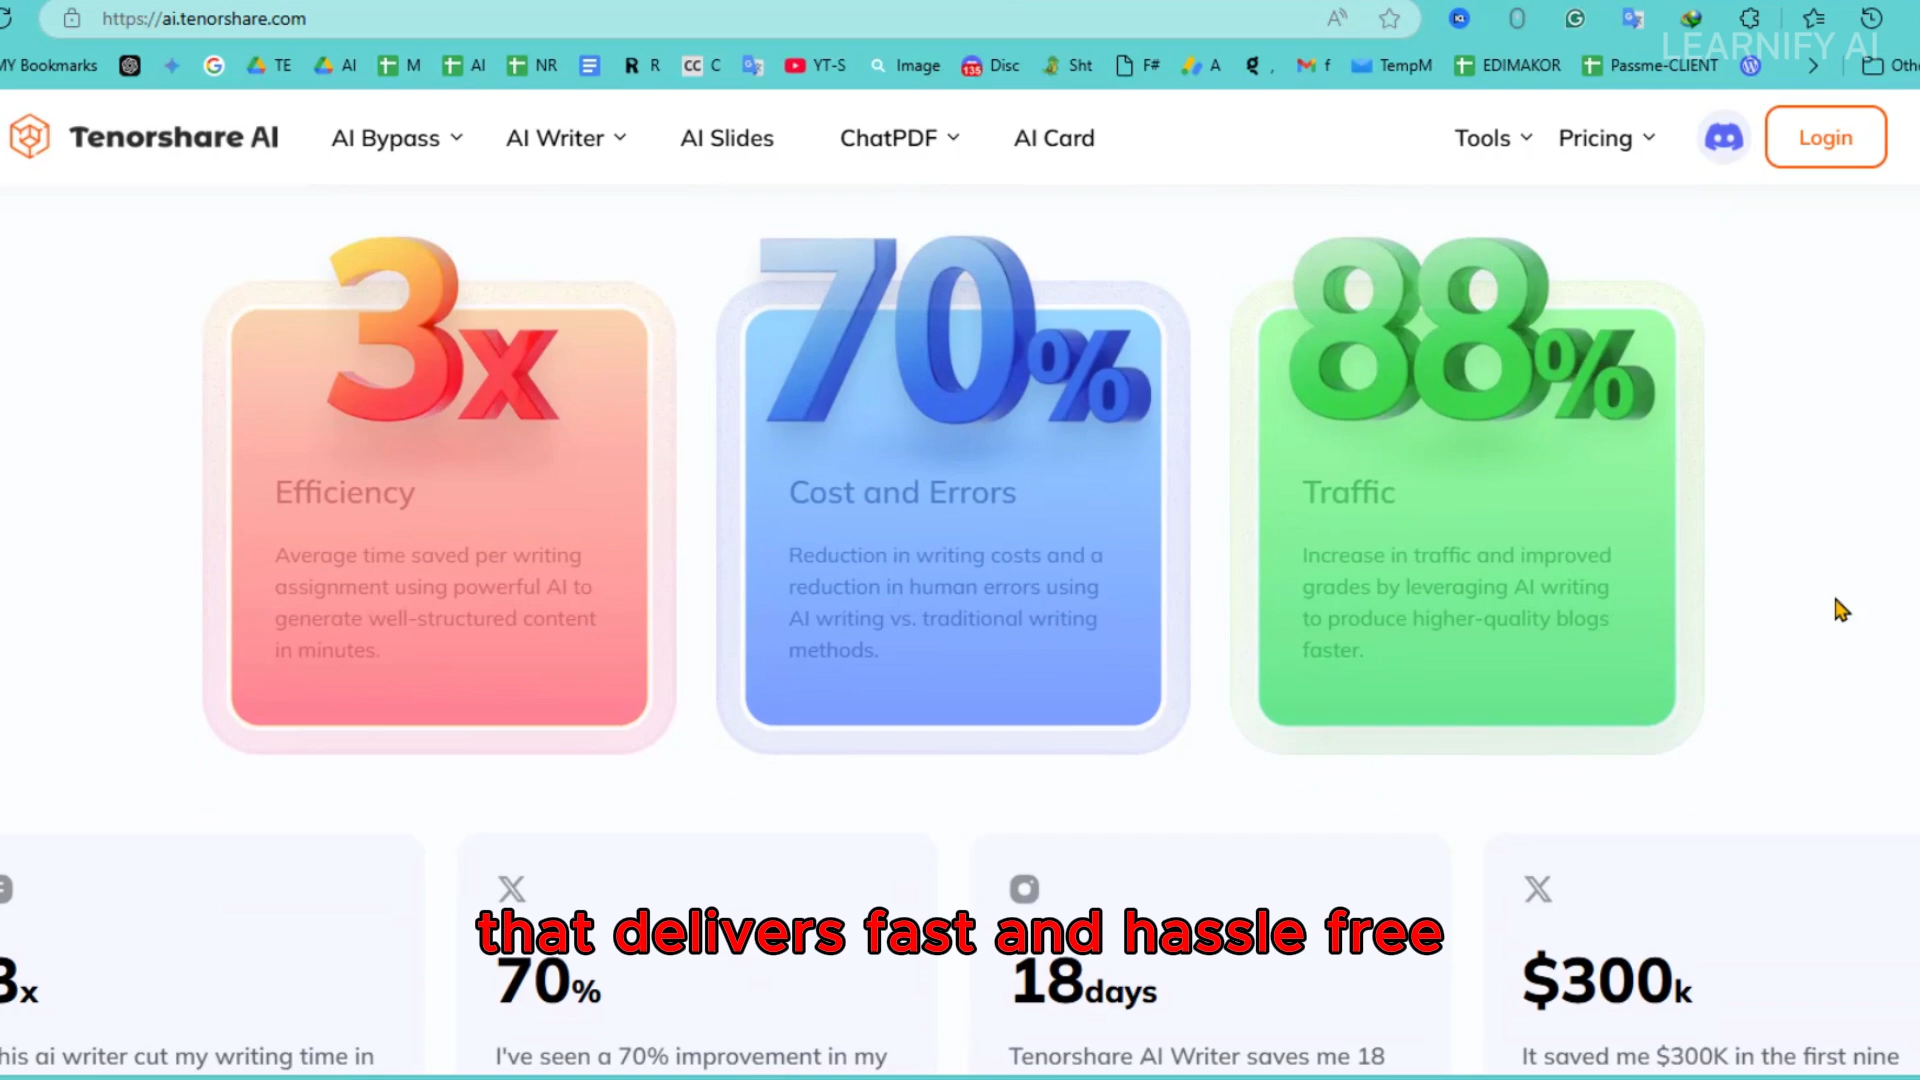 https://ai.tenorshare.com
LEARNIFY AI
MY Bookmarks TE AI M AI NR R CC C YT-S Image 135 Disc Sht F# A g , f TempM EDIMAKOR Passme-CLIENT Othe
Tenorshare AI AI Bypass AI Writer AI Slides ChatPDF AI Card Tools Pricing Login
3x
Efficiency
Average time saved per writing
assignment using powerful AI to
generate well-structured content
in minutes.
70%
Cost and Errors
Reduction in writing costs and a
reduction in human errors using
AI writing vs. traditional writing
methods.
88%
Traffic
Increase in traffic and improved
grades by leveraging AI writing
to produce higher-quality blogs
faster.
that delivers fast and hassle free
3x
his ai writer cut my writing time in
70%
I've seen a 70% improvement in my
18days
Tenorshare AI Writer saves me 18
$300k
It saved me $300K in the first nine